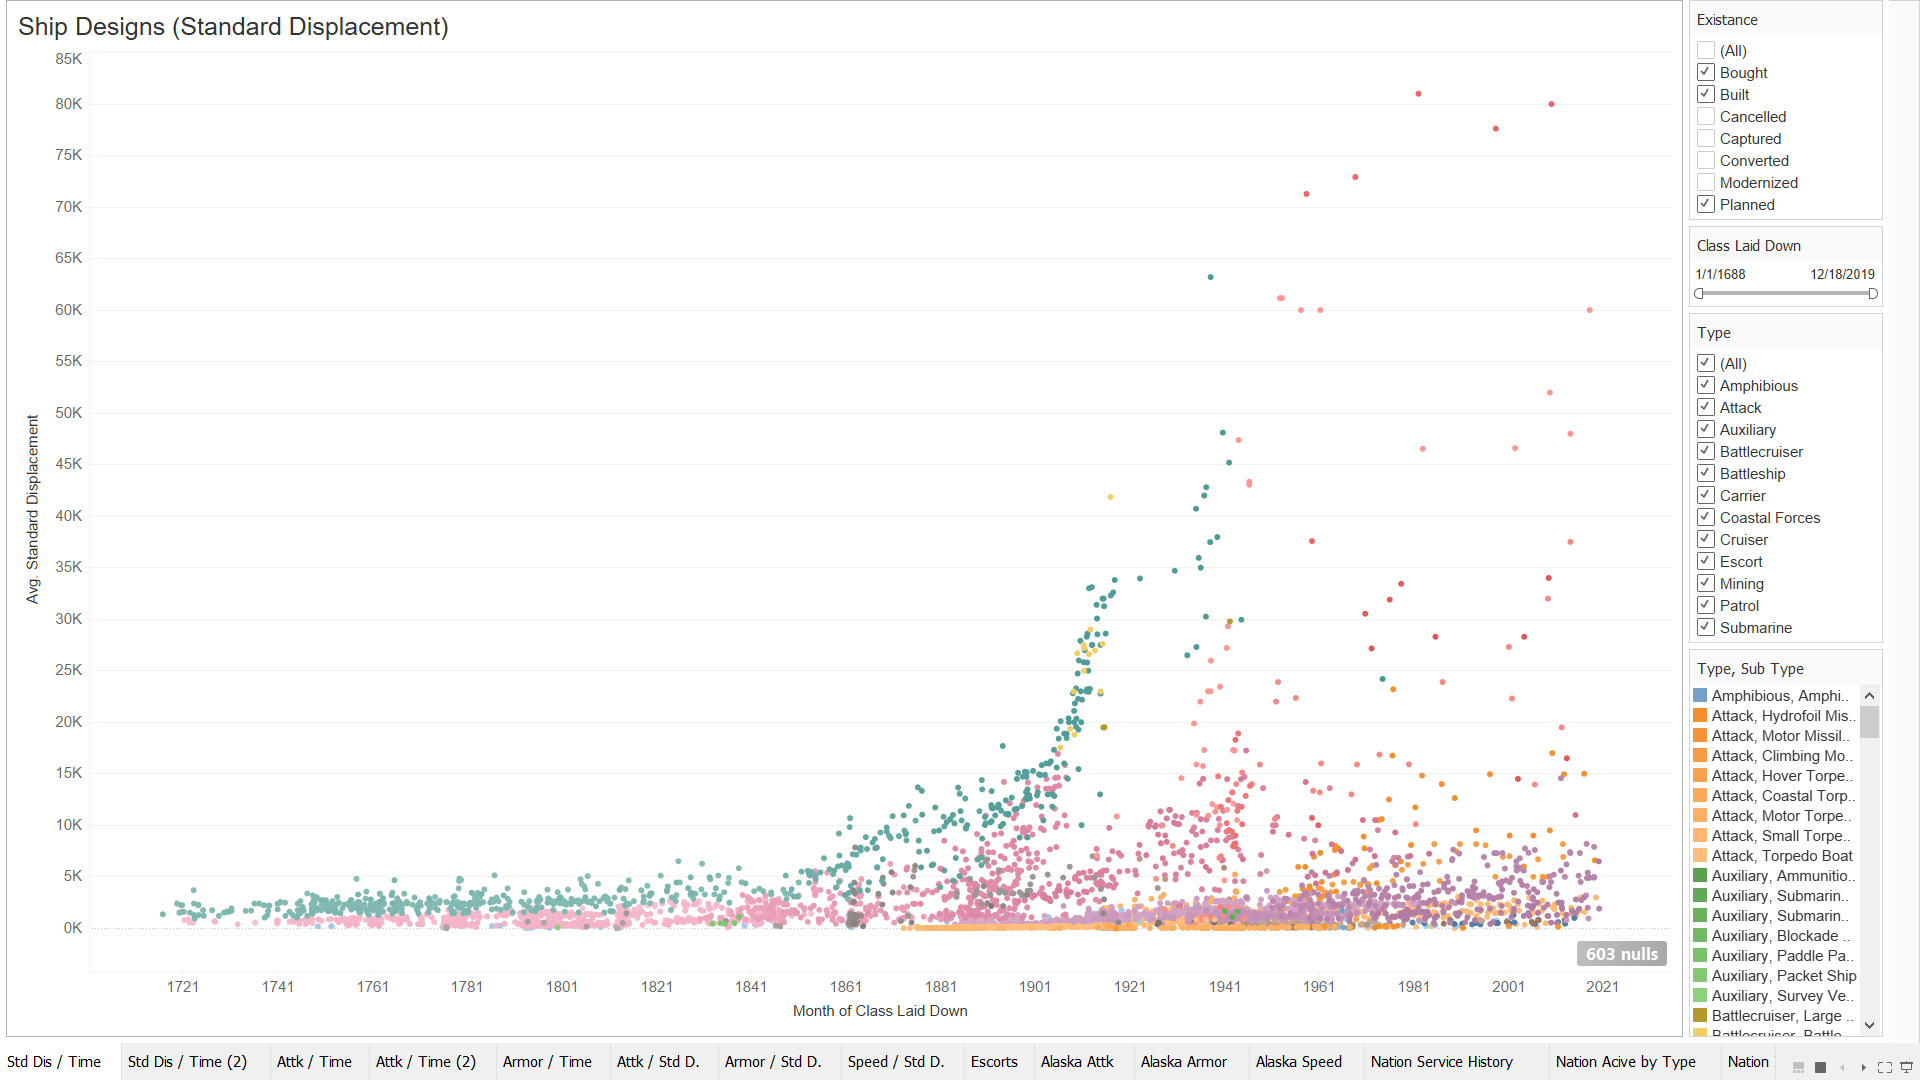 Ship Designs (Standard Displacement)
85K
80K
75K
70K
65K
60K
55K
50K
45K
40K
35K
30K
25K
20K
15K
10K
5K
0K
Avg. Standard Displacement
603 nulls
1721 1741 1761 1781 1801 1821 1841 1861 1881 1901 1921 1941 1961 1981 2001 2021
Month of Class Laid Down
Existance
(All)
Bought
Built
Cancelled
Captured
Converted
Modernized
Planned
Class Laid Down
1/1/1688 12/18/2019
Type
(All)
Amphibious
Attack
Auxiliary
Battlecruiser
Battleship
Carrier
Coastal Forces
Cruiser
Escort
Mining
Patrol
Submarine
Type, Sub Type
Amphibious, Amphi..
Attack, Hydrofoil Mis..
Attack, Motor Missil..
Attack, Climbing Mo..
Attack, Hover Torpe..
Attack, Coastal Torp..
Attack, Motor Torpe..
Attack, Small Torpe..
Attack, Torpedo Boat
Auxiliary, Ammunitio..
Auxiliary, Submarin..
Auxiliary, Submarin..
Auxiliary, Blockade ..
Auxiliary, Paddle Pa..
Auxiliary, Packet Ship
Auxiliary, Survey Ve..
Battlecruiser, Large ..
Battlecruiser, Battle..
Std Dis / Time Std Dis / Time (2) Attk / Time Attk / Time (2) Armor / Time Attk / Std D. Armor / Std D. Speed / Std D. Escorts Alaska Attk Alaska Armor Alaska Speed Nation Service History Nation Acive by Type Nation